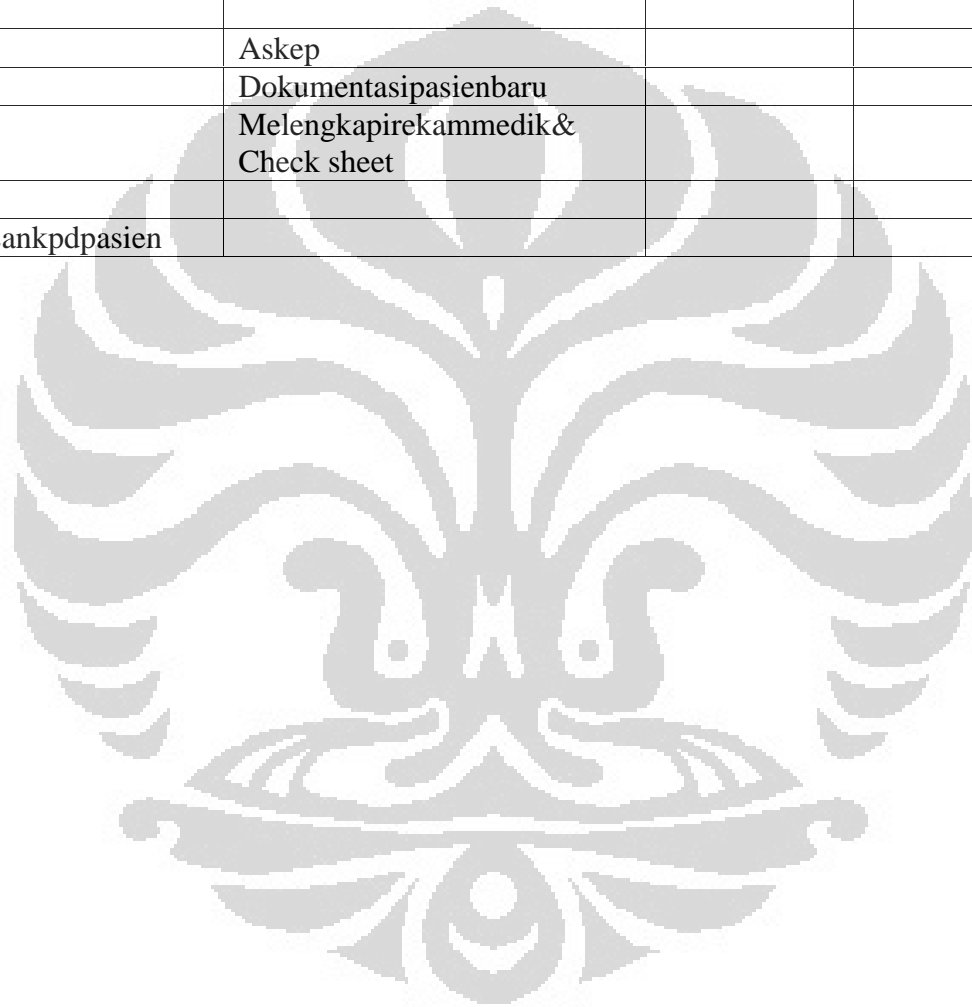 Askep
Dokumentasipasienbaru
Melengkapirekammedik&
Check sheet
ankpdpasien